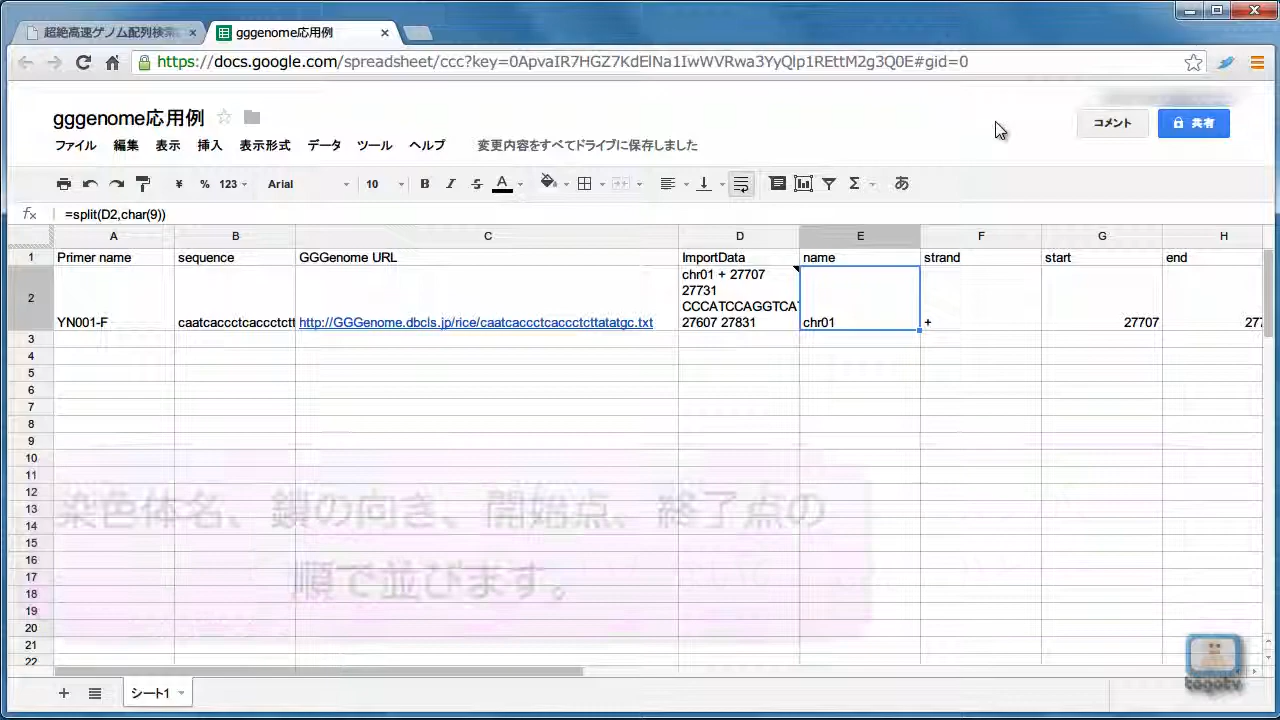 超絶高速ゲノム配列検索
gggenome応用例
https://docs.google.com/spreadsheet/ccc?key=0ApvaIR7HGZ7KdElNa1IwWVRwa3YyQlp1REttM2g3Q0E#gid=0
gggenome応用例
コメント
共有
ファイル 編集 表示 挿入 表示形式 データ ツール ヘルプ 変更内容をすべてドライブに保存しました
¥ % 123 Arial 10 B I S A Σ あ
fx =split(D2,char(9))
A B C D E F G H
1 Primer name sequence GGGenome URL ImportData name strand start end
chr01 + 27707
27731
CCCATCCAGGTCA
27607 27831
2 YN001-F caatcaccctcaccctctt http://GGGenome.dbcls.jp/rice/caatcaccctcaccctcttatatgc.txt chr01 + 27707 277
3
4
5
6
7
8
9
10
11
12
13
14
15
16
17
18
19
20
21
22
染色体名、鎖の向き、開始点、終了点の
順で並びます。
シート1
togotv